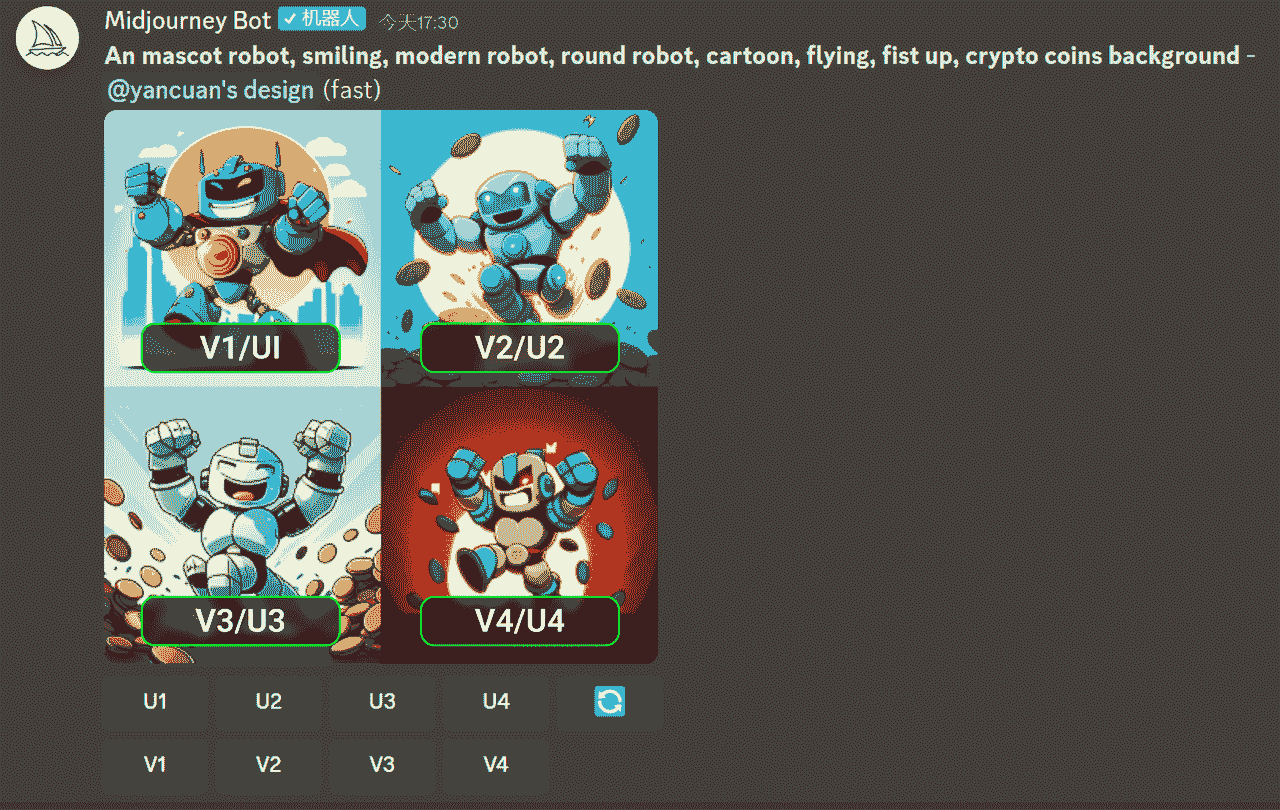 Midjourney Bot ✓ 机器人 今天17:30
An mascot robot, smiling, modern robot, round robot, cartoon, flying, fist up, crypto coins background -
@yancuan's design (fast)
V1/UI V2/U2
V3/U3 V4/U4
U1 U2 U3 U4
V1 V2 V3 V4